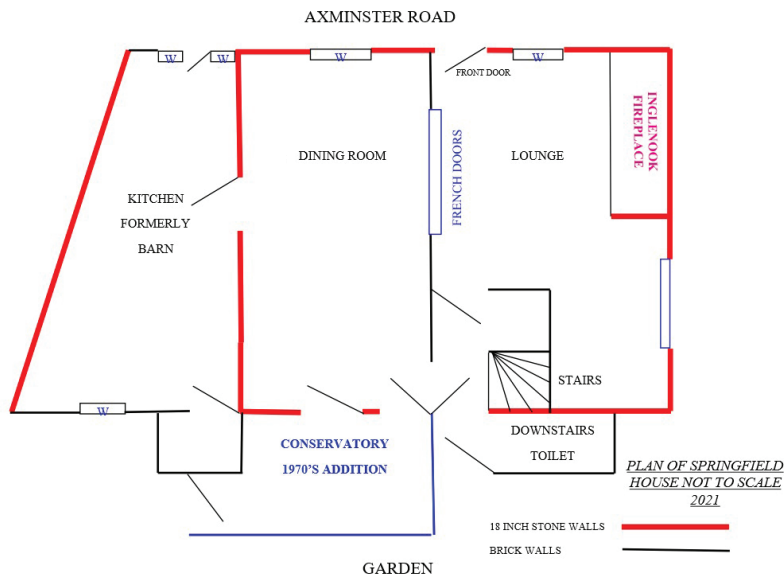 AXMINSTER ROAD
W
W
W
W
FRONT DOOR
INGLENOOK
FIREPLACE
DINING ROOM
FRENCH DOORS
LOUNGE
KITCHEN
FORMERLY
BARN
STAIRS
W
CONSERVATORY
1970'S ADDITION
DOWNSTAIRS
TOILET
PLAN OF SPRINGFIELD
HOUSE NOT TO SCALE
2021
18 INCH STONE WALLS
BRICK WALLS
GARDEN